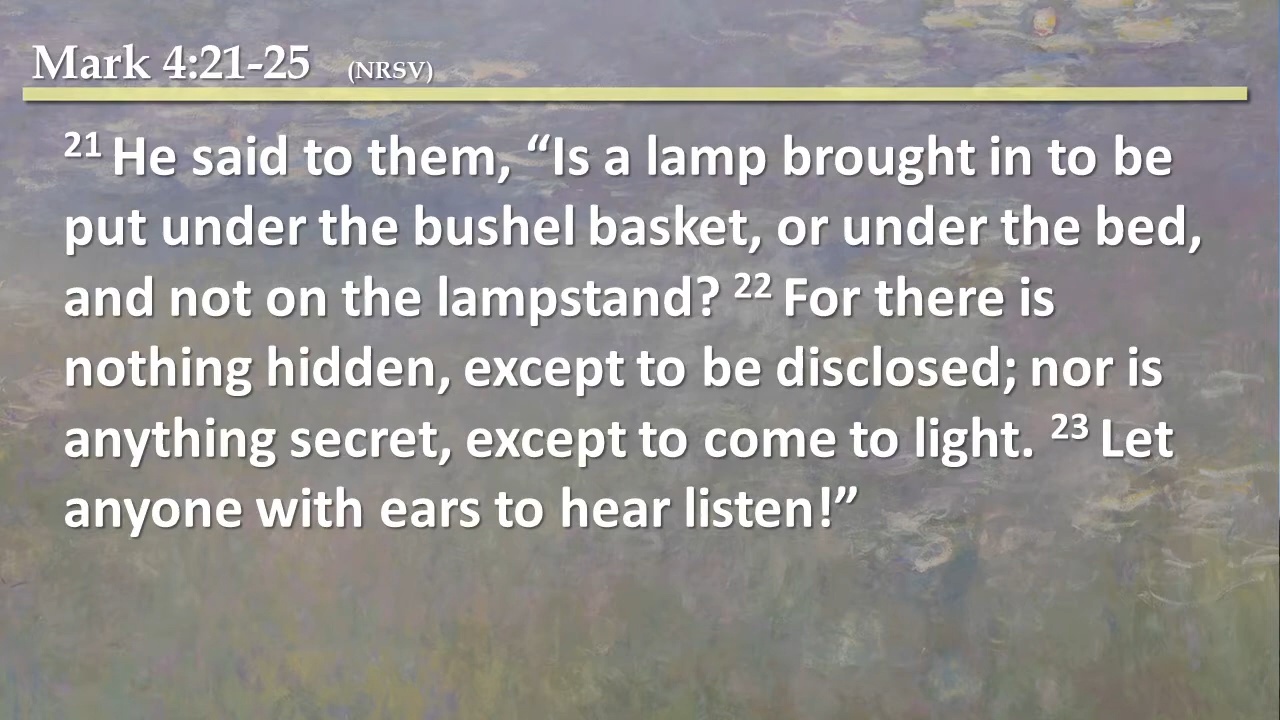 Mark 4:21-25 (NRSV)
21 He said to them, “Is a lamp brought in to be
put under the bushel basket, or under the bed,
and not on the lampstand? 22 For there is
nothing hidden, except to be disclosed; nor is
anything secret, except to come to light. 23 Let
anyone with ears to hear listen!”